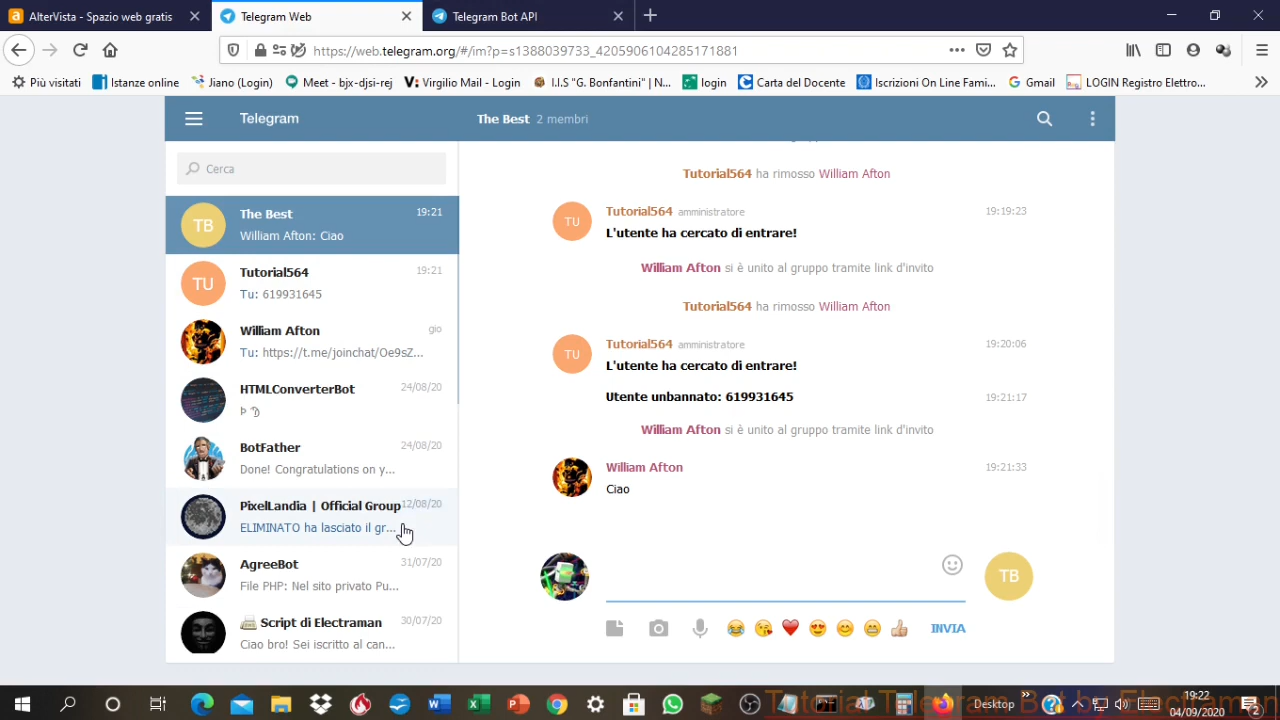 AlterVista - Spazio web gratis
Telegram Web
Telegram Bot API
https://web.telegram.org/#/im?p=s1388039733_4205906104285171881
Più visitati
Istanze online
Jiano (Login)
Meet - bjx-djsi-rej
Virgilio Mail - Login
I.I.S "G. Bonfantini" | N...
login
Carta del Docente
Iscrizioni On Line Fami...
Gmail
LOGIN Registro Elettro...
Telegram
The Best 2 membri
Cerca
TB
The Best 19:21
William Afton: Ciao
TU
Tutorial564 19:21
Tu: 619931645
William Afton gio
Tu: https://t.me/joinchat/Oe9sZ...
HTMLConverterBot 24/08/20
BotFather 24/08/20
Done! Congratulations on y...
PixelLandia | Official Group 12/08/20
ELIMINATO ha lasciato il gr...
AgreeBot 31/07/20
File PHP: Nel sito privato Pu...
Script di Electraman 30/07/20
Ciao bro! Sei iscritto al can...
Tutorial564 ha rimosso William Afton
TU
Tutorial564 amministratore 19:19:23
L'utente ha cercato di entrare!
William Afton si è unito al gruppo tramite link d'invito
Tutorial564 ha rimosso William Afton
TU
Tutorial564 amministratore 19:20:06
L'utente ha cercato di entrare!
Utente unbannato: 619931645 19:21:17
William Afton si è unito al gruppo tramite link d'invito
William Afton 19:21:33
Ciao
TB
INVIA
Tutorial Telegram Bot by Electraman
Desktop
19:22
04/09/2020
2